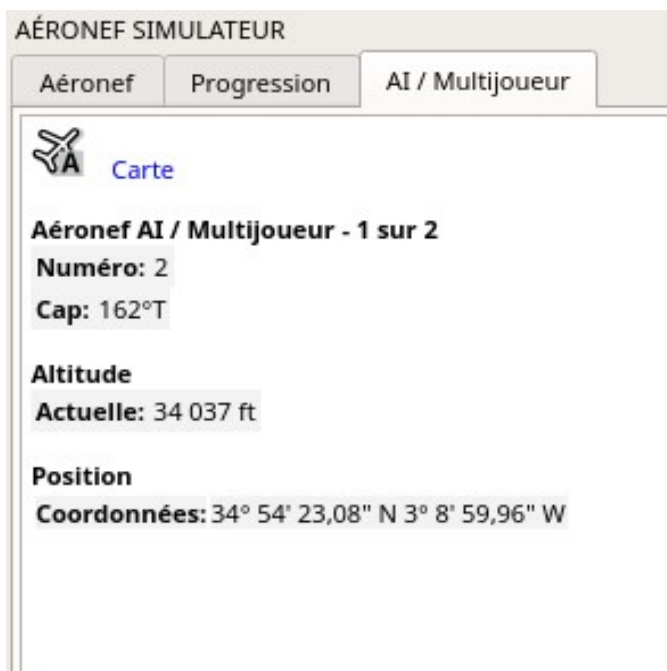 AÉRONEF SIMULATEUR
Aéronef Progression AI / Multijoueur
A Carte
Aéronef AI / Multijoueur - 1 sur 2
Numéro: 2
Cap: 162°T
Altitude
Actuelle: 34 037 ft
Position
Coordonnées: 34° 54' 23,08" N 3° 8' 59,96" W